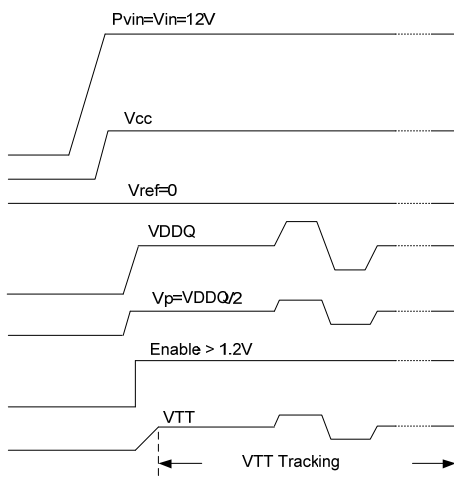 Pvin=Vin=12V
Vcc
Vref=0
VDDQ
Vp=VDDQ/2
Enable > 1.2V
VTT
VTT Tracking